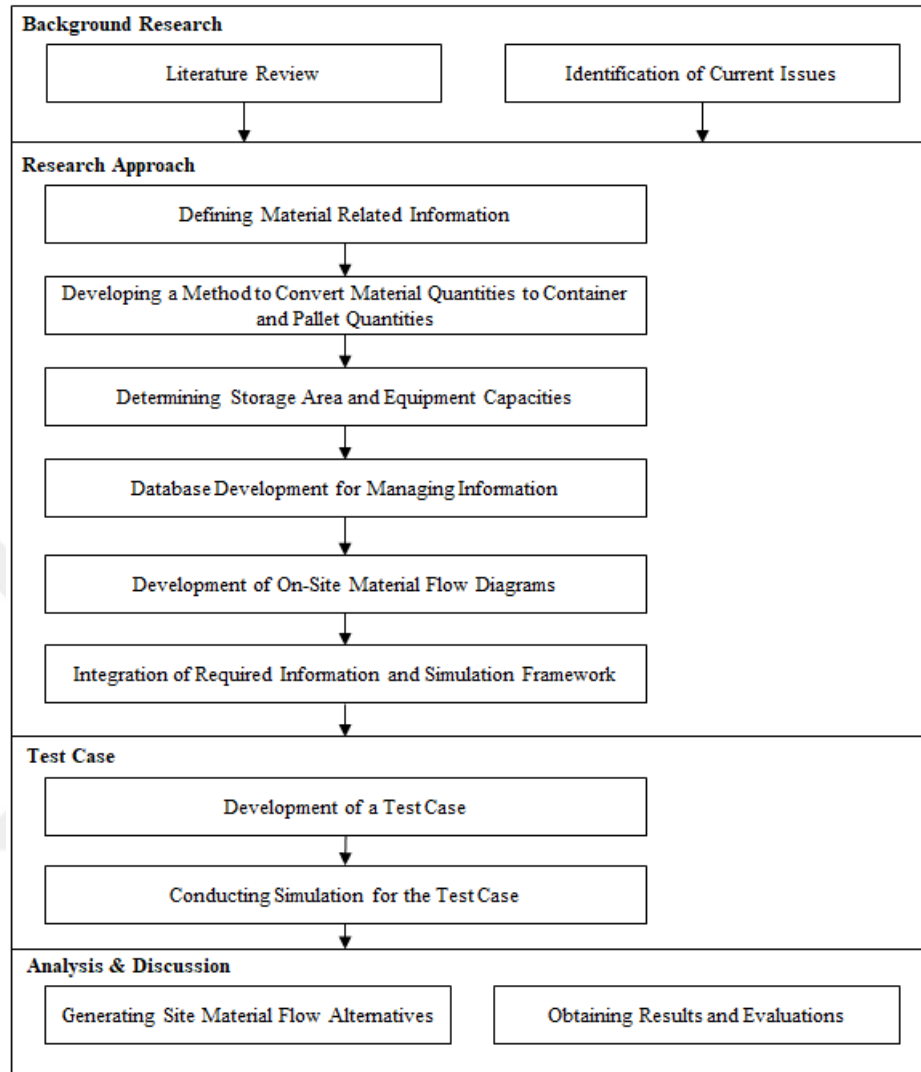 Background Research
Literature Review
Identification of Current Issues
Research Approach
Defining Material Related Information
Developing a Method to Convert Material Quantities to Container
and Pallet Quantities
Determining Storage Area and Equipment Capacities
Database Development for Managing Information
Development of On-Site Material Flow Diagrams
Integration of Required Information and Simulation Framework
Test Case
Development of a Test Case
Conducting Simulation for the Test Case
Analysis & Discussion
Generating Site Material Flow Alternatives
Obtaining Results and Evaluations